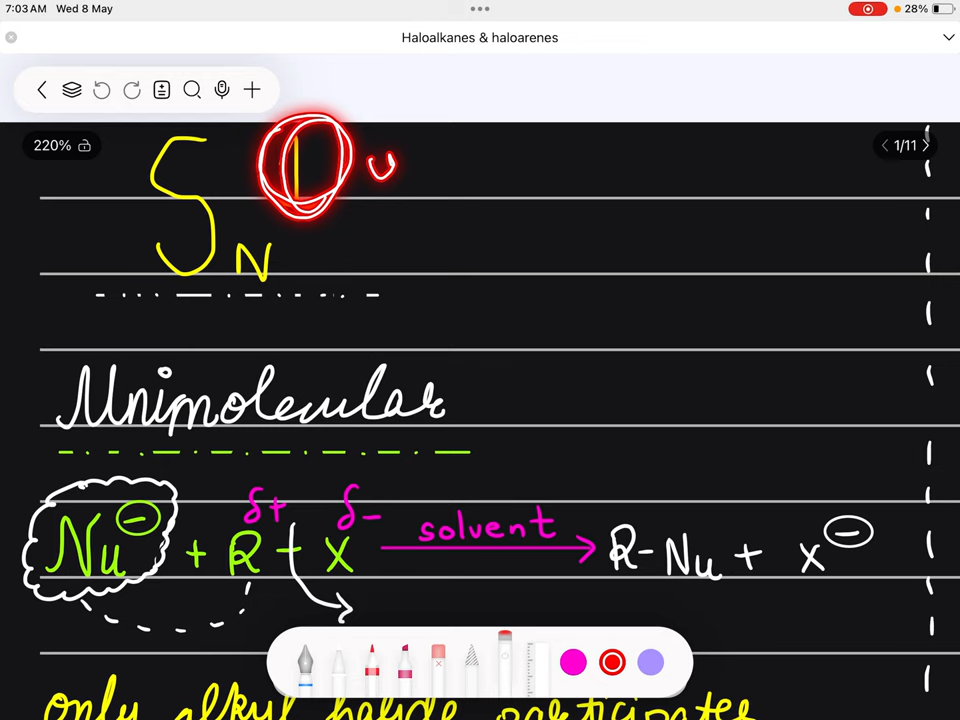 7:03 AM Wed 8 May 28%
Haloalkanes & haloarenes
220% 1/11
SN1 U
Unimolecular
Nu⊖ + R – X solvent R-Nu + X⊖
δ+ δ-
only alkyl halide participates